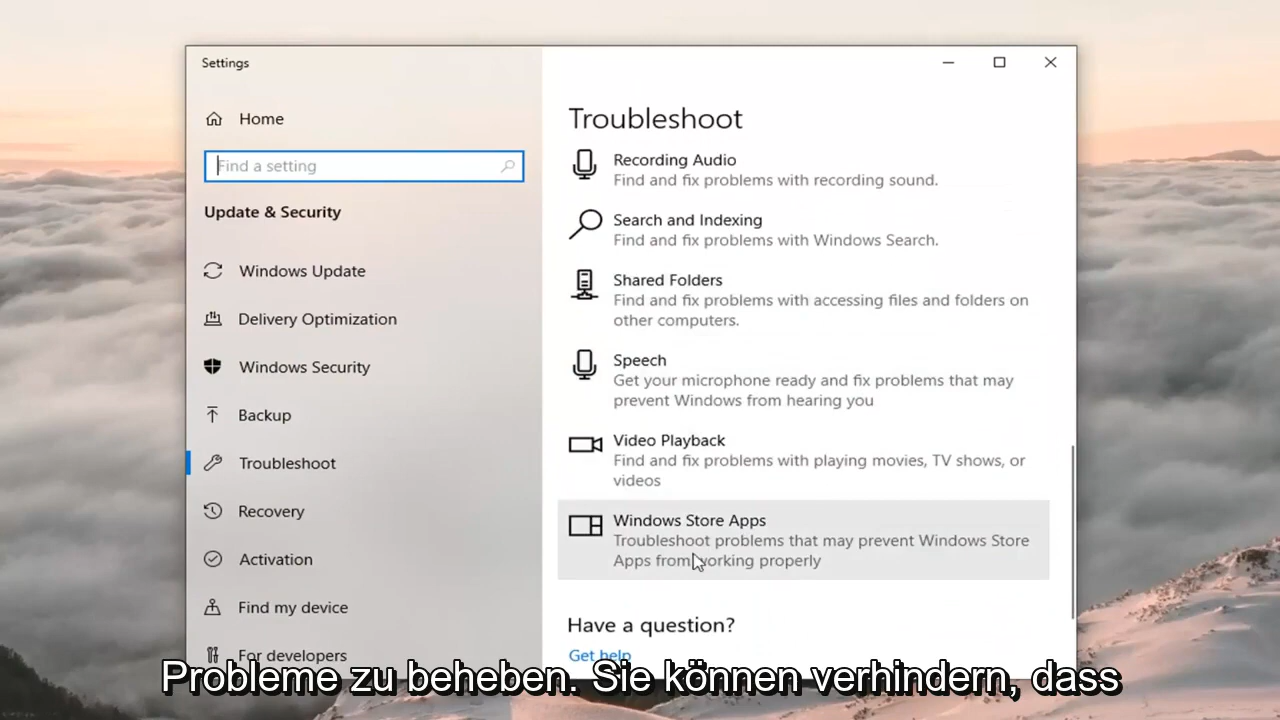 Settings
Home
Find a setting
Update & Security
Windows Update
Delivery Optimization
Windows Security
Backup
Troubleshoot
Recovery
Activation
Find my device
For developers
Troubleshoot
Recording Audio
Find and fix problems with recording sound.
Search and Indexing
Find and fix problems with Windows Search.
Shared Folders
Find and fix problems with accessing files and folders on
other computers.
Speech
Get your microphone ready and fix problems that may
prevent Windows from hearing you
Video Playback
Find and fix problems with playing movies, TV shows, or
videos
Windows Store Apps
Troubleshoot problems that may prevent Windows Store
Apps from working properly
Have a question?
Get help
Probleme zu beheben. Sie können verhindern, dass